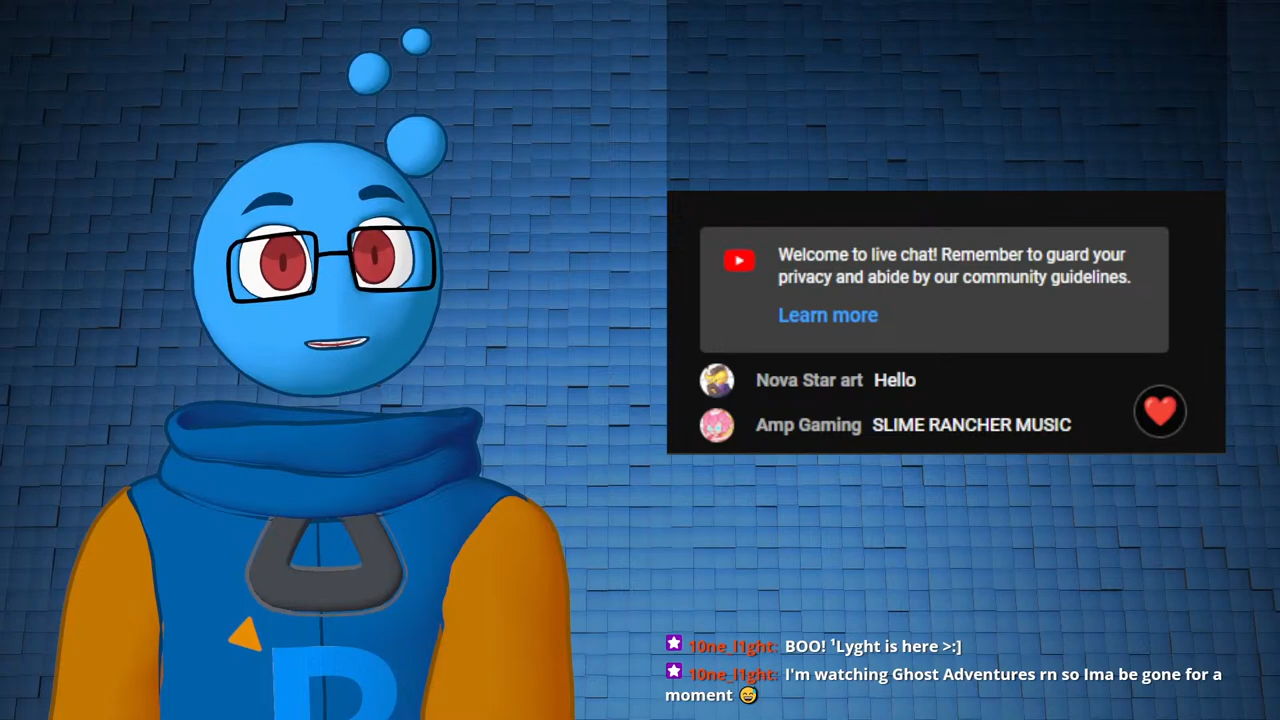 Welcome to live chat! Remember to guard your
privacy and abide by our community guidelines.
Learn more
Nova Star art Hello
Amp Gaming SLIME RANCHER MUSIC
10ne_l1ght: BOO! ¹Lyght is here >:]
10ne_l1ght: I'm watching Ghost Adventures rn so Ima be gone for a
moment 😅